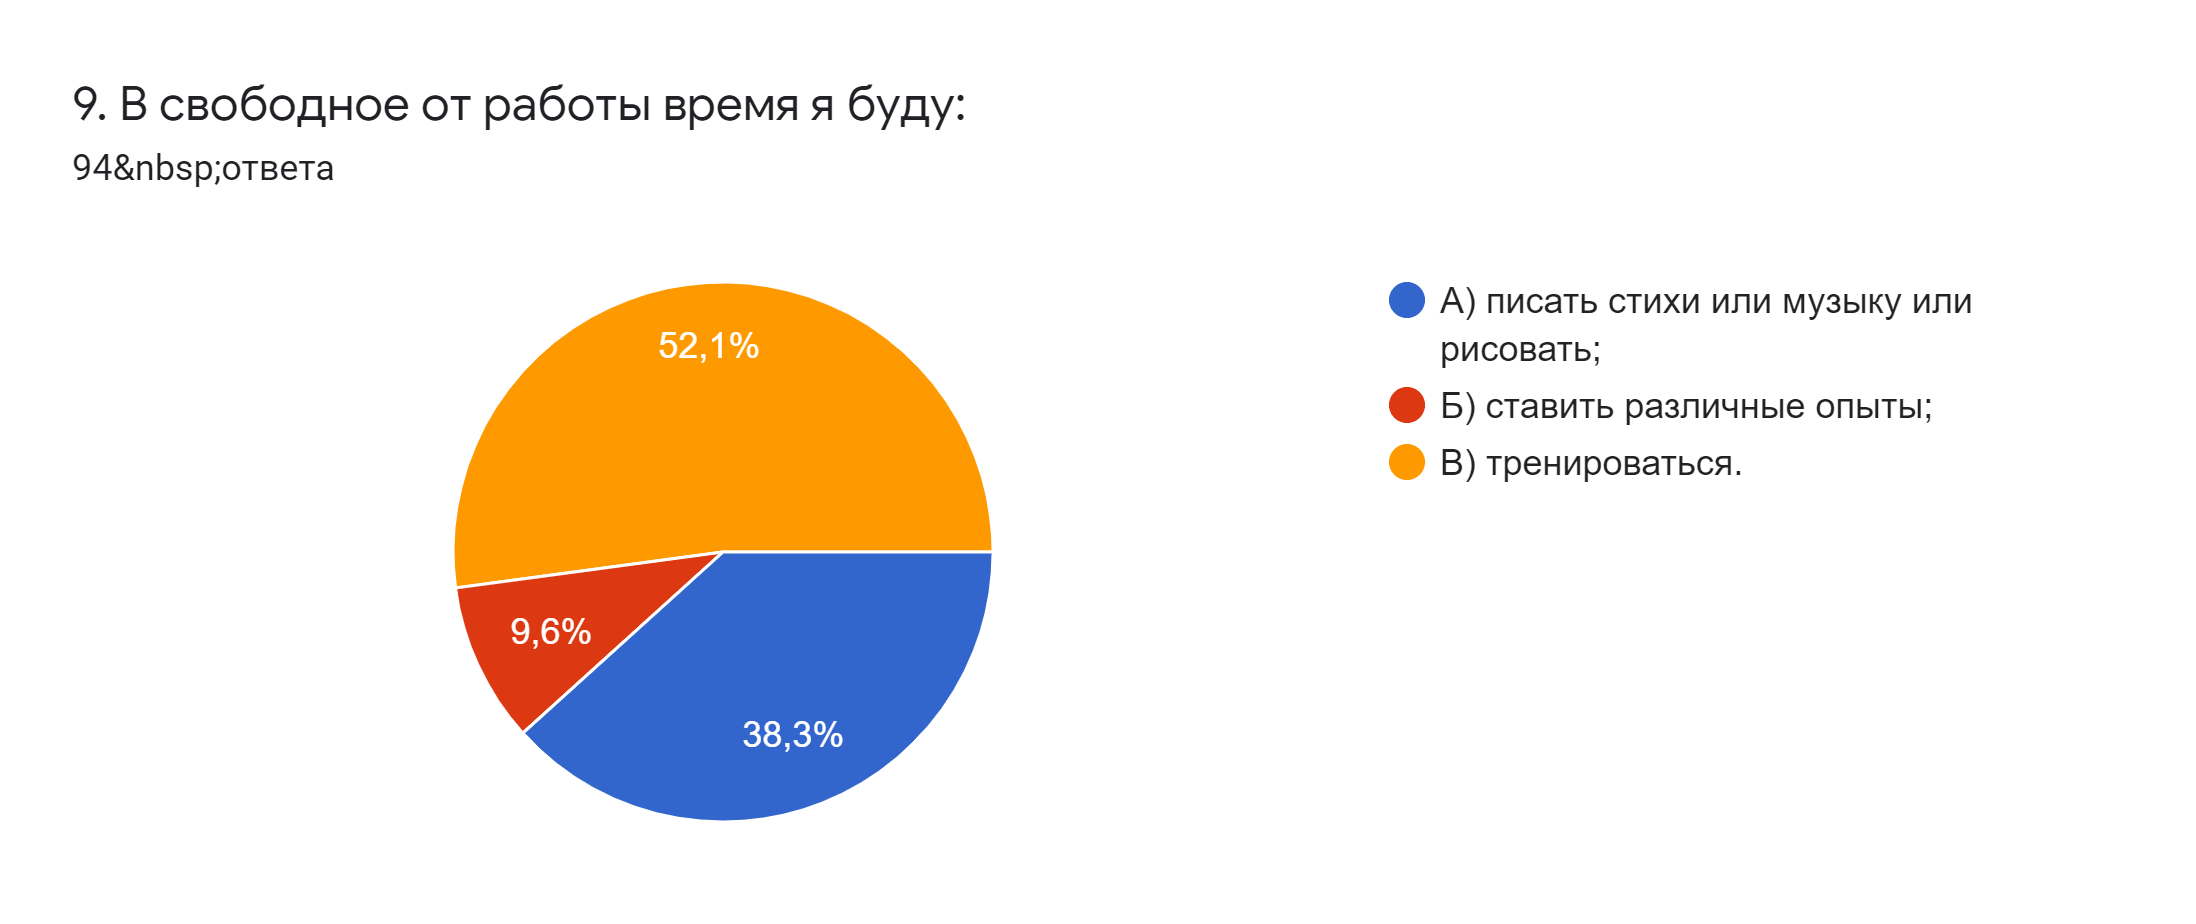 9. В свободное от работы время я буду:
94&nbsp;ответа
52,1%
9,6%
38,3%
А) писать стихи или музыку или
рисовать;
Б) ставить различные опыты;
В) тренироваться.